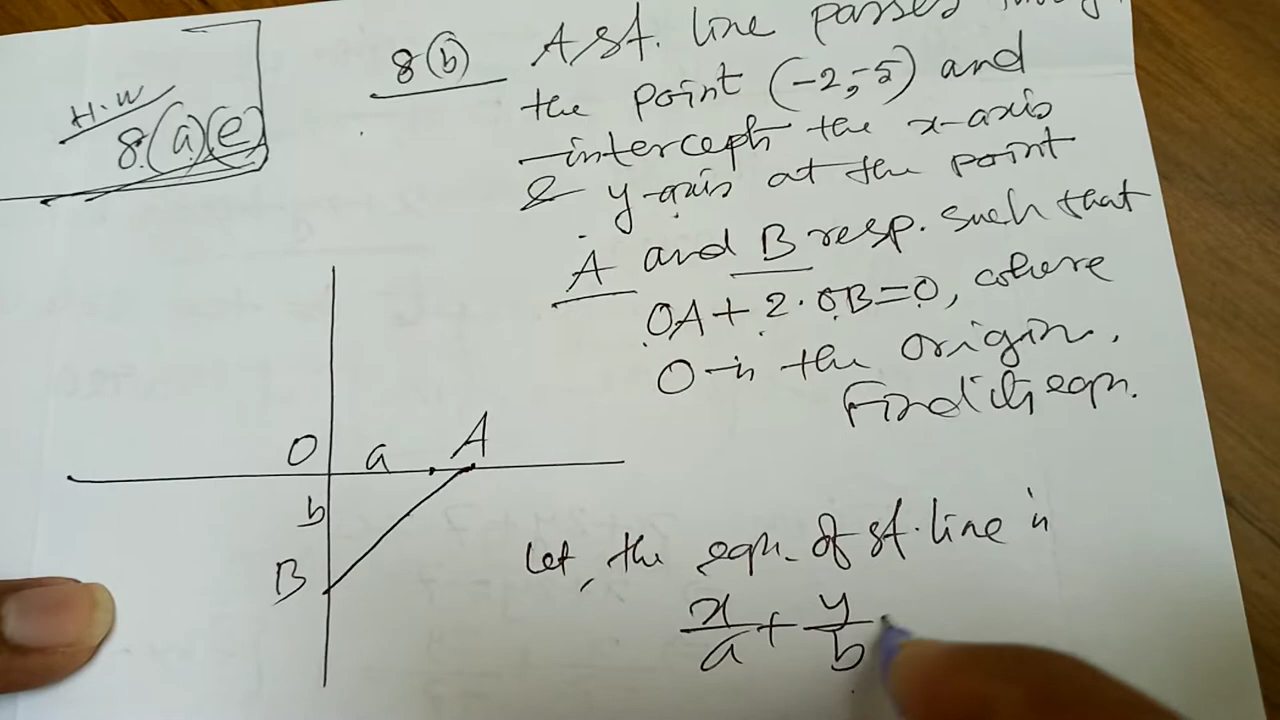 H.W
8.(a)(e)
8(b)
A st. line passes
the point (-2,-5) and
intercepts the x-axis
& y-axis at the point
A and B resp. such that
OA + 2. OB = 0, where
O is the origin.
Find its eqn.
O a A
b
B
Let, the eqn. of st. line is
x/a + y/b